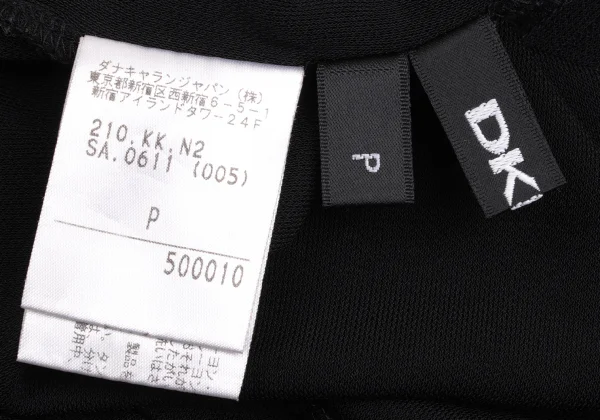 ダナキャランジャパン (株)
東京都新宿区西新宿6-5-1
新宿アイランドタワー24F
210.KK.N2
SA.0611 (005)
P
500010
P
DK